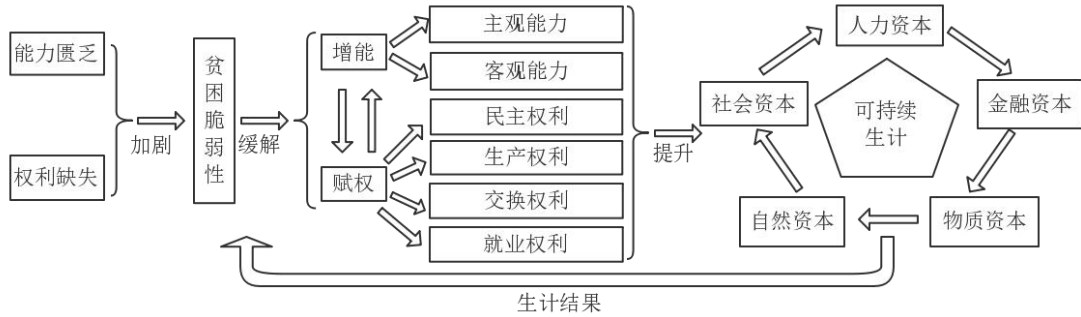 能力匮乏
权利缺失
加剧
贫困脆弱性
缓解
增能
赋权
主观能力
客观能力
民主权利
生产权利
交换权利
就业权利
提升
人力资本
社会资本
金融资本
可持续
生计
自然资本
物质资本
生计结果